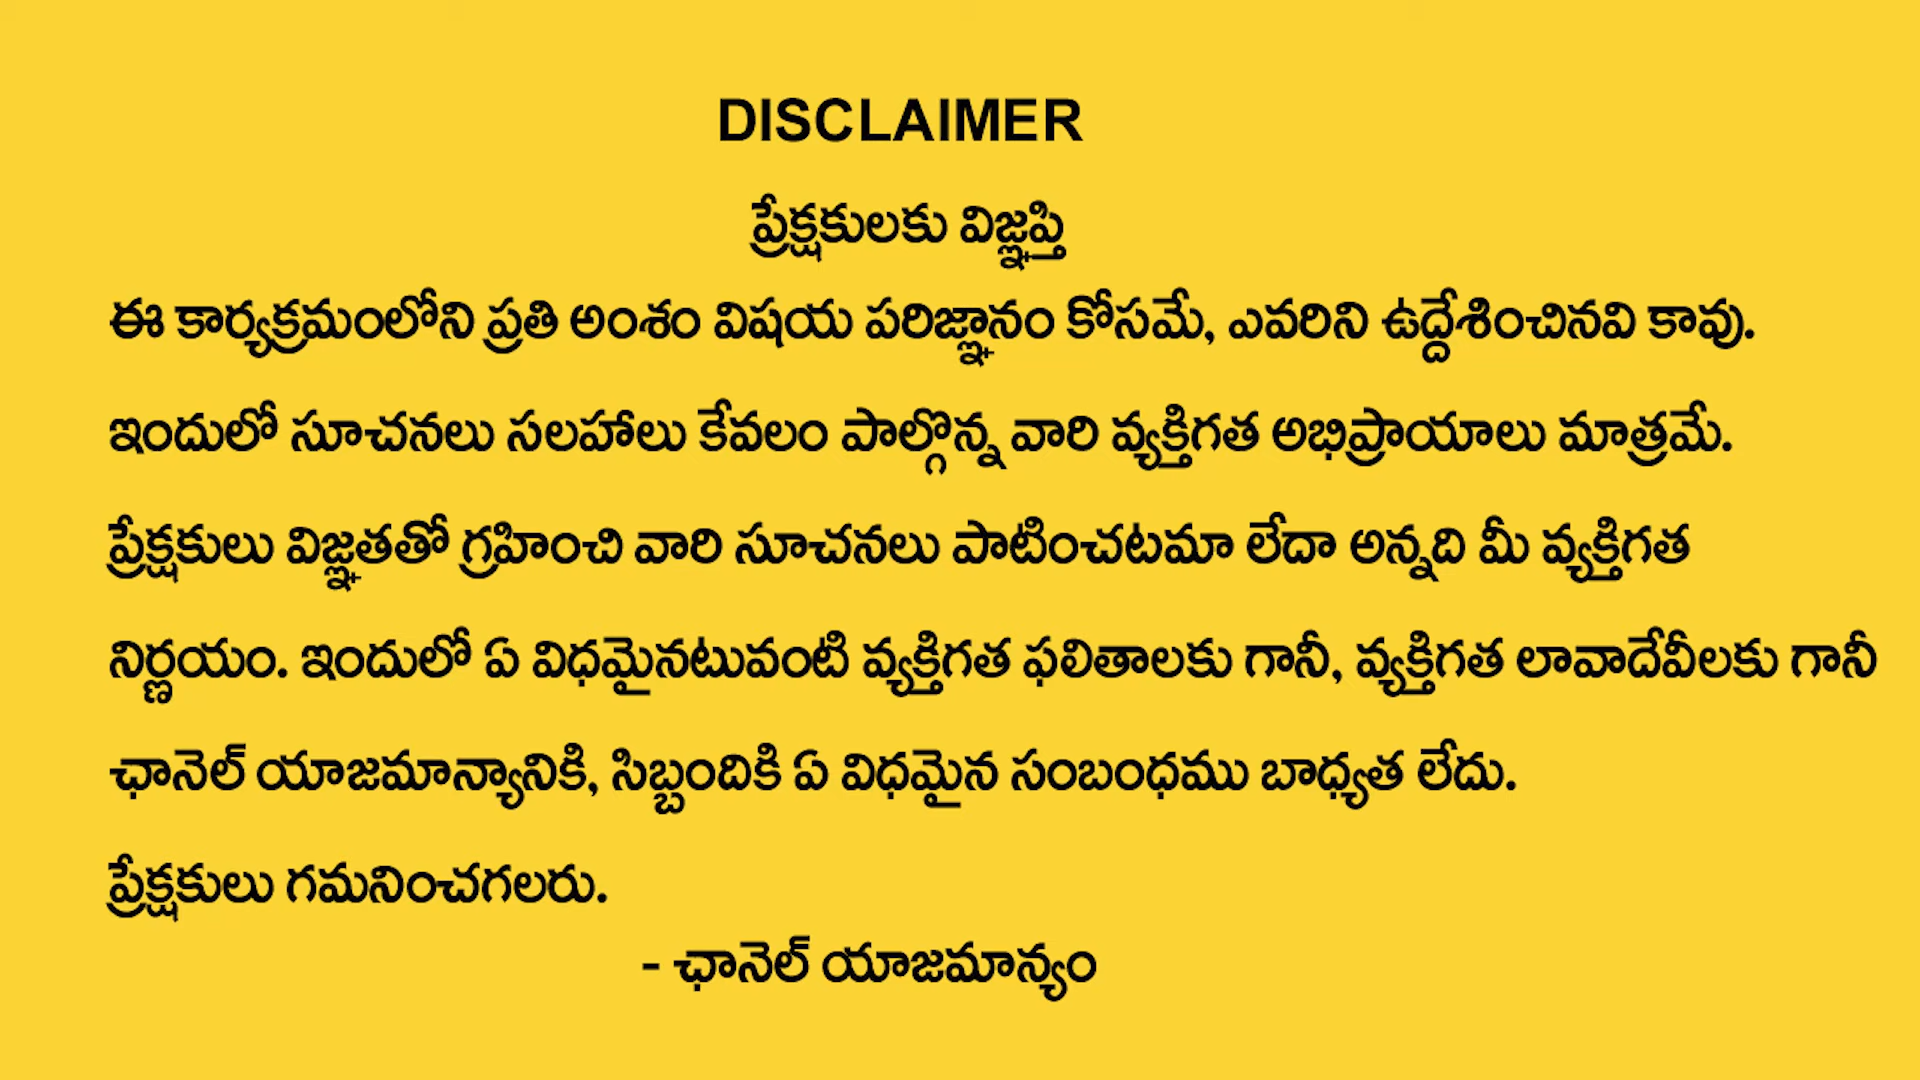 DISCLAIMER
ప్రేక్షకులకు విజ్ఞప్తి
ఈ కార్యక్రమంలోని ప్రతి అంశం విషయ పరిజ్ఞానం కోసమే, ఎవరిని ఉద్దేశించినవి కావు.
ఇందులో సూచనలు సలహాలు కేవలం పాల్గొన్న వారి వ్యక్తిగత అభిప్రాయాలు మాత్రమే.
ప్రేక్షకులు విజ్ఞతతో గ్రహించి వారి సూచనలు పాటించటమా లేదా అన్నది మీ వ్యక్తిగత
నిర్ణయం. ఇందులో ఏ విధమైనటువంటి వ్యక్తిగత ఫలితాలకు గానీ, వ్యక్తిగత లావాదేవీలకు గానీ
ఛానెల్ యాజమాన్యానికి, సిబ్బందికి ఏ విధమైన సంబంధము బాధ్యత లేదు.
ప్రేక్షకులు గమనించగలరు.
- ఛానెల్ యాజమాన్యం